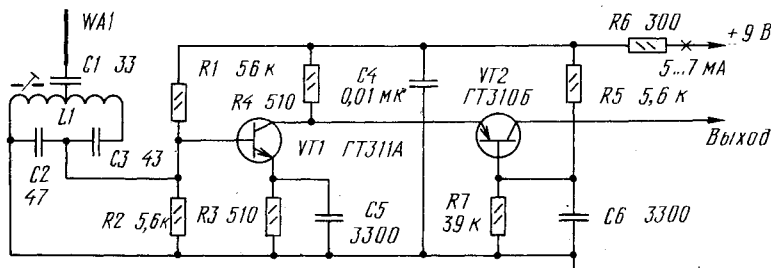 WA1
C1 33
L1
C2
47
C3 43
R1 56 к
R2 5,6к
R3 510
R4 510
VT1 ГТ311А
C4
0,01 мк
C5
3300
VT2
ГТ310Б
R6 300
+9 В
5...7 мА
R5 5,6 к
Выход
R7
39 к
C6 3300